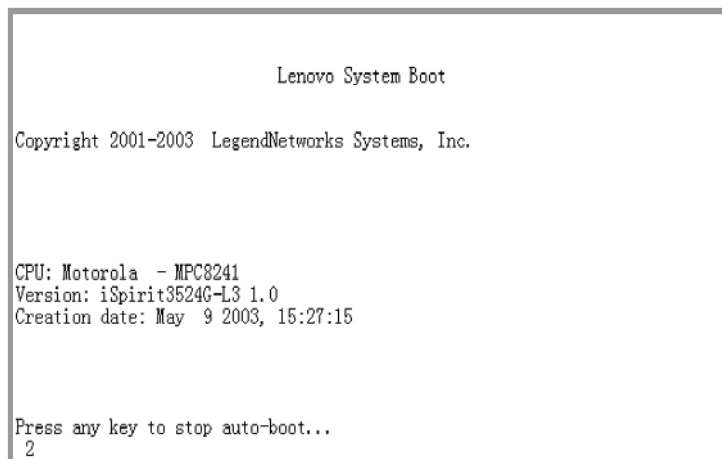 Lenovo System Boot
Copyright 2001-2003 LegendNetworks Systems, Inc.
CPU: Motorola - MPC8241
Version: iSpirit3524G-L3 1.0
Creation date: May 9 2003, 15:27:15
Press any key to stop auto-boot...
2